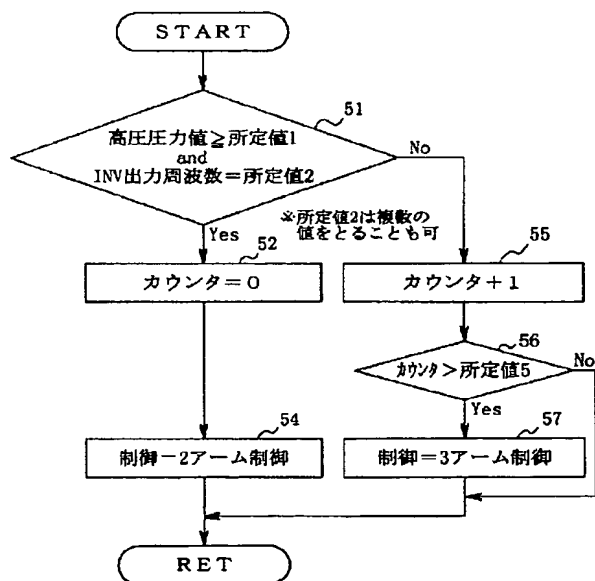 START
51
高圧圧力値≧所定値1
and
INV出力周波数＝所定値2
No
Yes
※所定値2は複数の
値をとることも可
52
カウンタ＝0
55
カウンタ＋1
56
カウンタ＞所定値5
No
Yes
54
制御－2アーム制御
57
制御＝3アーム制御
RET